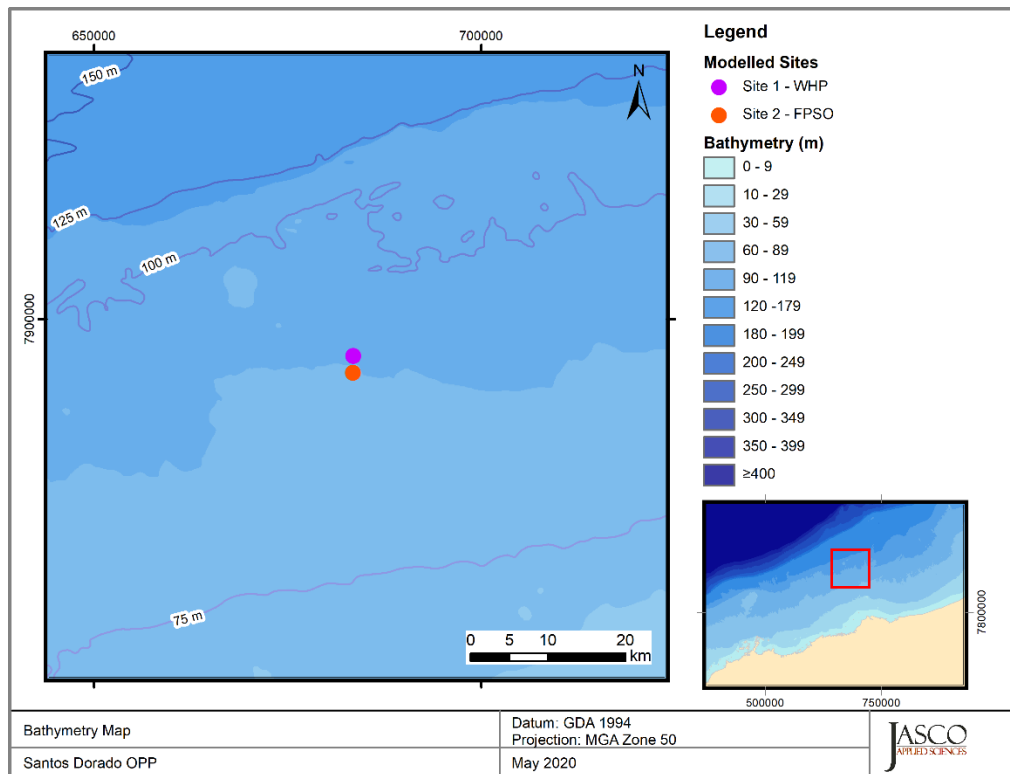 650000
700000
150 m
N
125 m
100 m
7900000
75 m
0 5 10 20
km
Legend
Modelled Sites
Site 1 - WHP
Site 2 - FPSO
Bathymetry (m)
0 - 9
10 - 29
30 - 59
60 - 89
90 - 119
120 -179
180 - 199
200 - 249
250 - 299
300 - 349
350 - 399
≥400
7800000
500000
750000
Bathymetry Map
Datum: GDA 1994
Projection: MGA Zone 50
Santos Dorado OPP
May 2020
JASCO
APPLIED SCIENCES